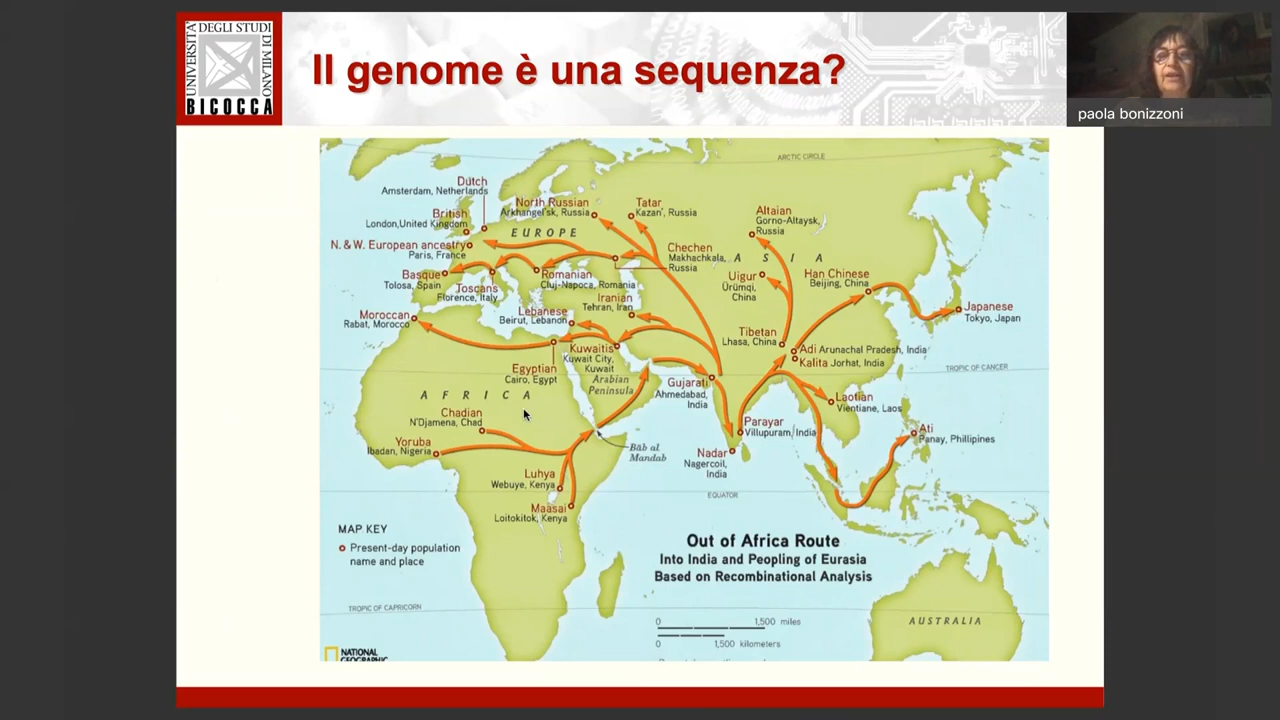 UNIVERSITÀ
DEGLI STUDI
DI MILANO
BICOCCA
Il genome è una sequenza?
paola bonizzoni
ARCTIC CIRCLE
Dutch
Amsterdam, Netherlands
British
London,United Kingdom
N. & W. European ancestry
Paris, France
Basque
Tolosa, Spain
Toscans
Florence, Italy
North Russian
Arkhangel'sk, Russia
EUROPE
Tatar
Kazan', Russia
Chechen
Makhachkala,
Russia
Romanian
Cluj-Napoca, Romania
ASIA
Altaian
Gorno-Altaysk,
Russia
Uigur
Ürümqi,
China
Han Chinese
Beijing, China
Japanese
Tokyo, Japan
Iranian
Tehran, Iran
Lebanese
Beirut, Lebanon
Moroccan
Rabat, Morocco
Kuwaitis
Kuwait City,
Kuwait
Egyptian
Cairo, Egypt
Arabian
Peninsula
Tibetan
Lhasa, China
Adi Arunachal Pradesh, India
Kalita Jorhat, India
TROPIC OF CANCER
Gujarati
Ahmedabad,
India
AFRICA
Laotian
Vientiane, Laos
Chadian
N'Djamena, Chad
Yoruba
Ibadan, Nigeria
Parayar
Villupuram/India
Ati
Panay, Phillipines
Bāb al
Mandab
Nadar
Nagercoil,
India
Luhya
Webuye, Kenya
EQUATOR
Maasai
Loitokitok, Kenya
MAP KEY
Present-day population
name and place
Out of Africa Route
Into India and Peopling of Eurasia
Based on Recombinational Analysis
TROPIC OF CAPRICORN
0 1,500 miles
0 1,500 kilometers
AUSTRALIA
NATIONAL
GEOGRAPHIC